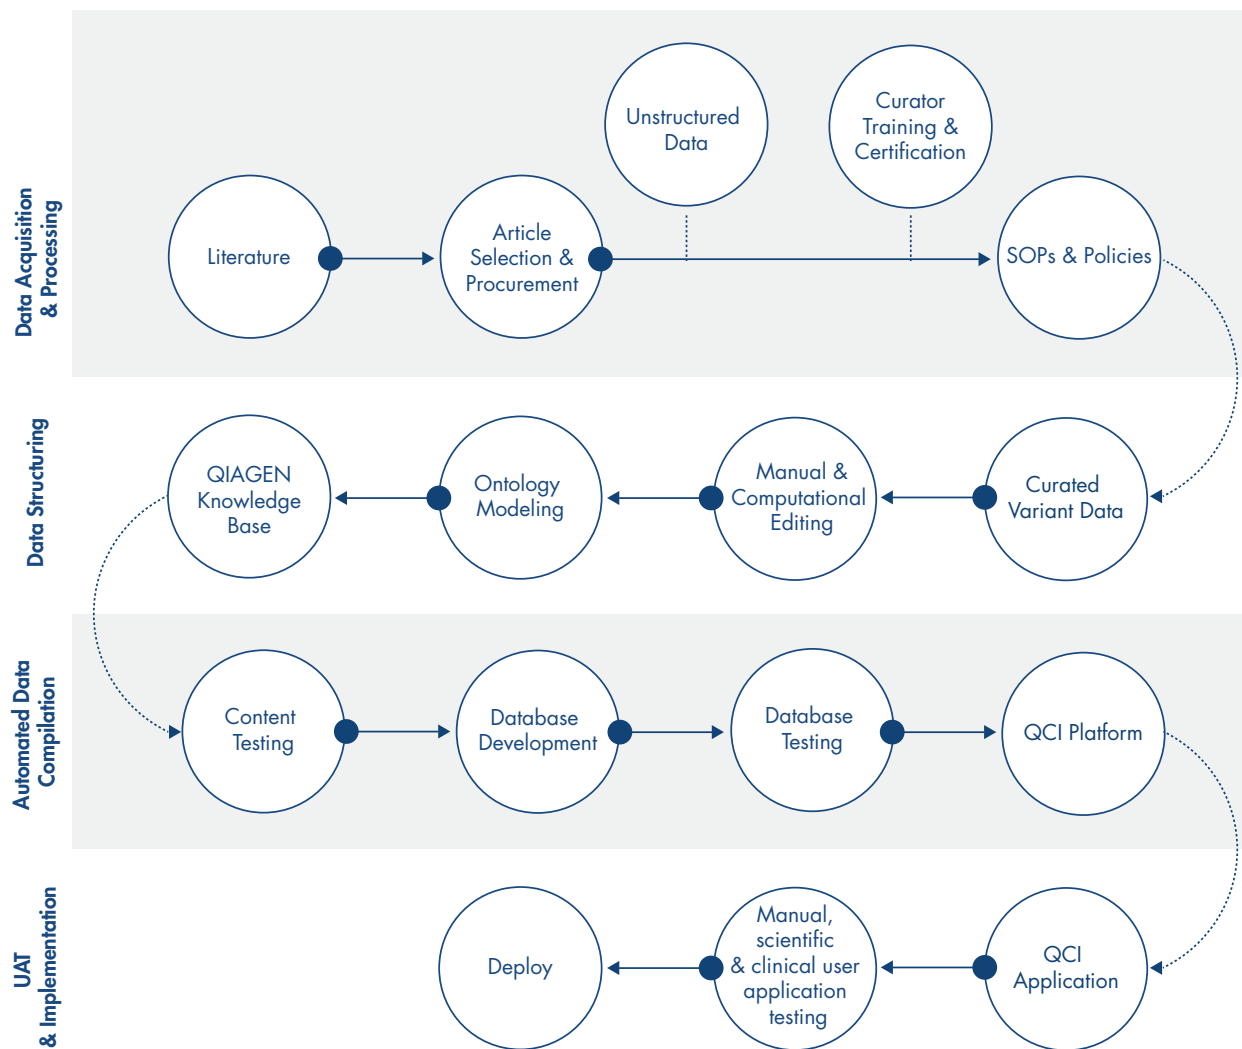 Data Acquisition
& Processing
Literature
Article
Selection &
Procurement
Unstructured
Data
Curator
Training &
Certification
SOPs & Policies
Data Structuring
QIAGEN
Knowledge
Base
Ontology
Modeling
Manual &
Computational
Editing
Curated
Variant Data
Automated Data
Compilation
Content
Testing
Database
Development
Database
Testing
QCI Platform
UAT
& Implementation
Deploy
Manual,
scientific
& clinical user
application
testing
QCI
Application